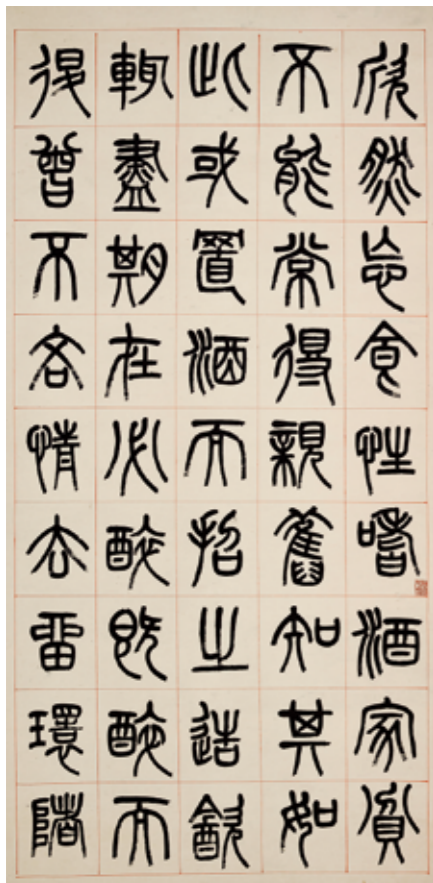 欣然忘食性嗜酒家貧
不能常得親舊知其如
此或置酒而招之造飲
輒盡期在必醉既醉而
退曾不吝情去留環堵